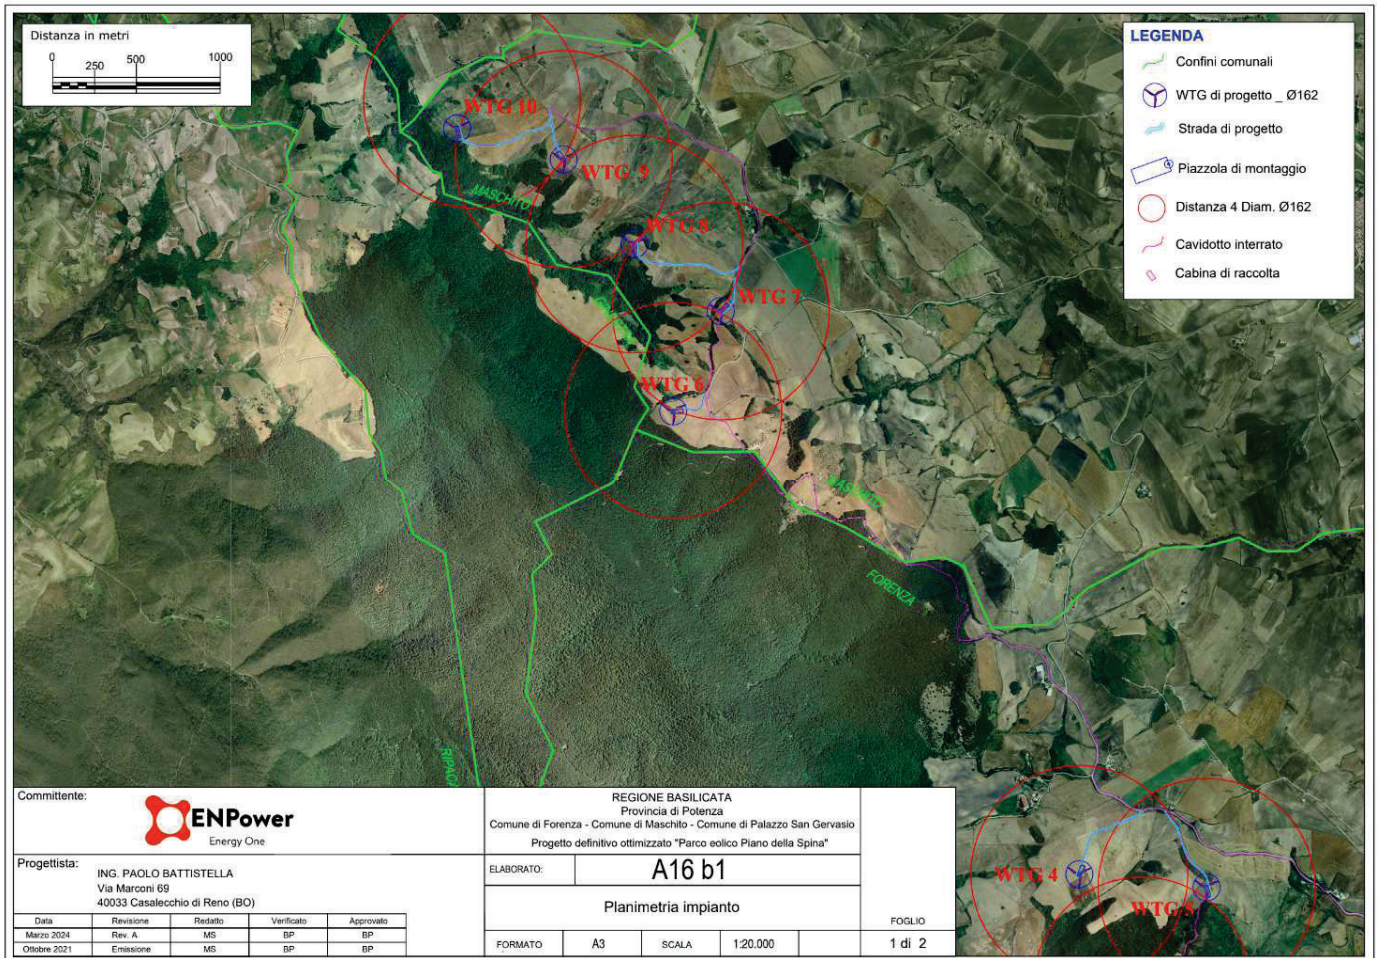 Distanza in metri
0 250 500 1000
LEGENDA
Confini comunali
WTG di progetto _ Ø162
Strada di progetto
Piazzola di montaggio
Distanza 4 Diam. Ø162
Cavidotto interrato
Cabina di raccolta
WTG 10
WTG 9
MASCHITO
WTG 8
WTG 7
WTG 6
MASCHITO
FORENZA
WTG 4
WTG 5
Committente:
ENPower
Energy One
Progettista:
ING. PAOLO BATTISTELLA
Via Marconi 69
40033 Casalecchio di Reno (BO)
Data Revisione Redatto Verificato Approvato
Marzo 2024 Rev. A MS BP BP
Ottobre 2021 Emissione MS BP BP
REGIONE BASILICATA
Provincia di Potenza
Comune di Forenza - Comune di Maschito - Comune di Palazzo San Gervasio
Progetto definitivo ottimizzato "Parco eolico Piano della Spina"
ELABORATO: A16 b1
Planimetria impianto
FORMATO A3 SCALA 1:20.000
FOGLIO
1 di 2